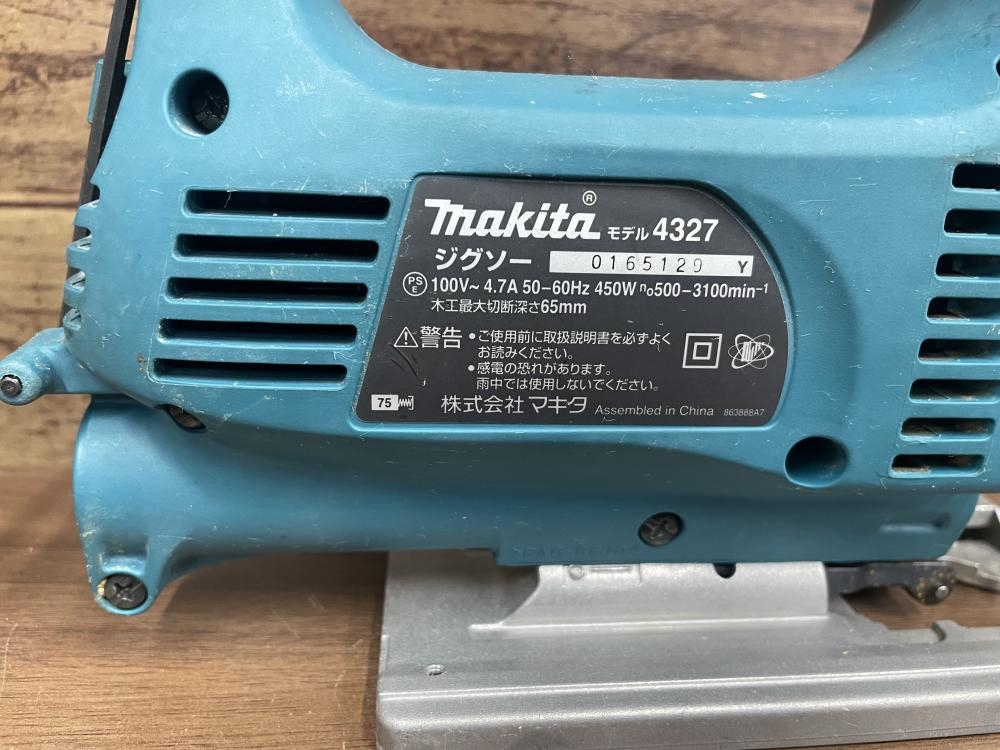 makita® モデル 4327
ジグソー 0165129 Y
PSE 100V~ 4.7A 50-60Hz 450W n₀500-3100min⁻¹
木工最大切断深さ65mm
⚠警告 •ご使用前に取扱説明書を必ずよく
お読みください。
•感電の恐れがあります。
雨中では使用しないでください。
75 株式会社 マキタ Assembled in China 863888A7